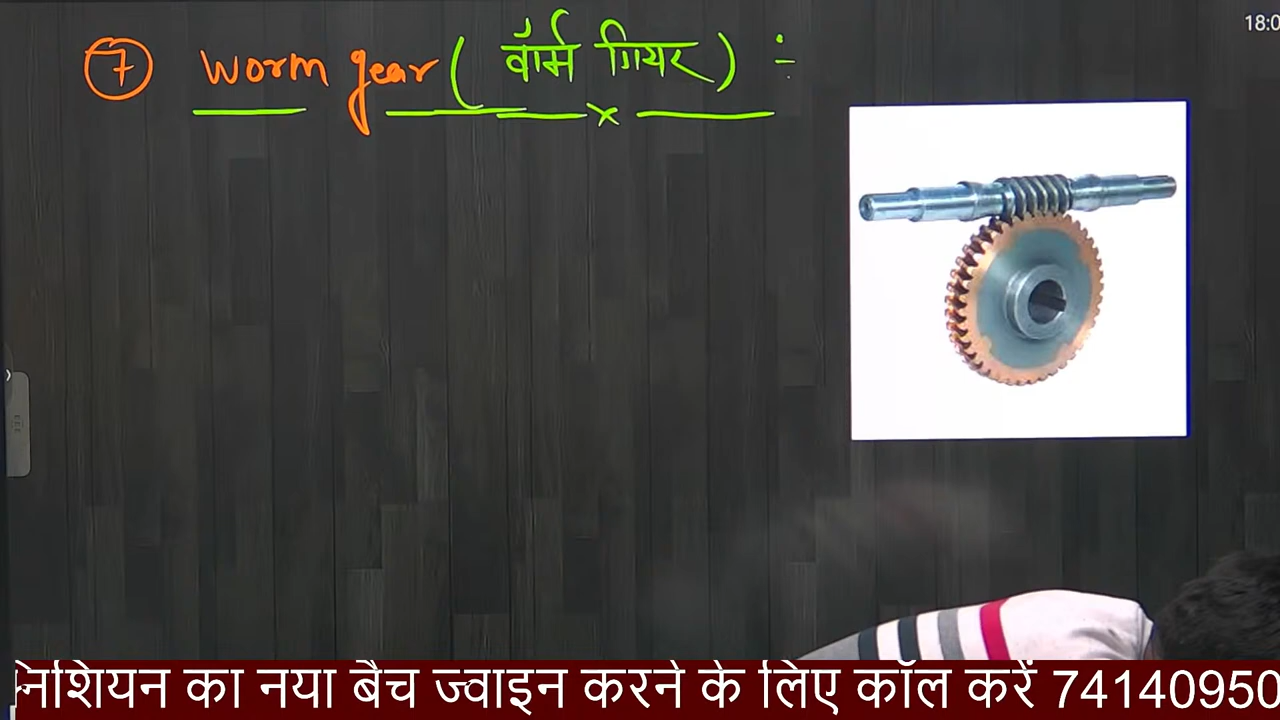 18:0
7 worm gear ( वॉर्म गियर ) :-
निशियन का नया बैच ज्वाइन करने के लिए कॉल करें 74140950